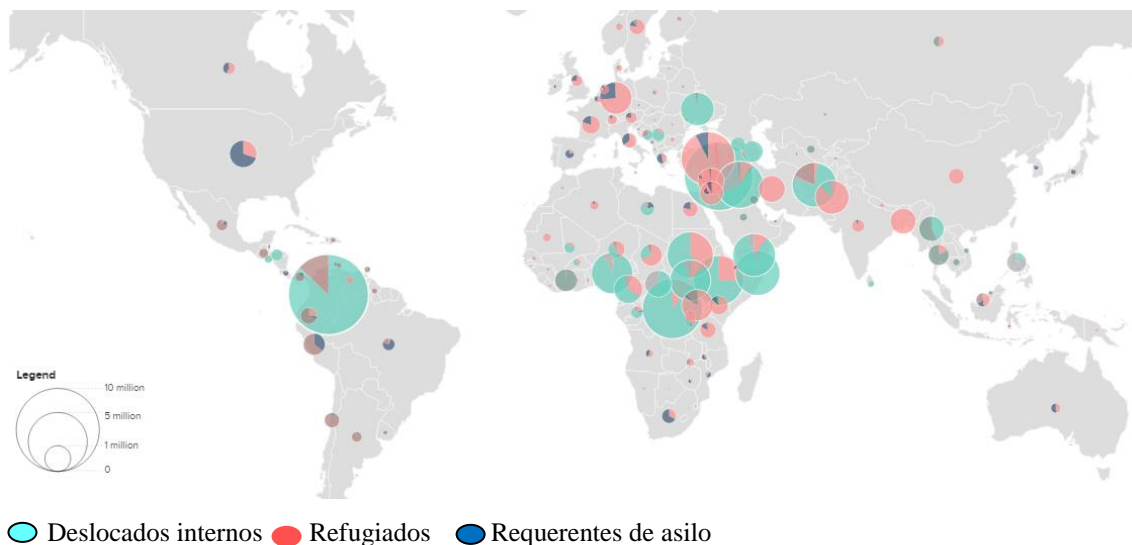 Legend
10 million
5 million
1 million
0
Deslocados internos Refugiados Requerentes de asilo